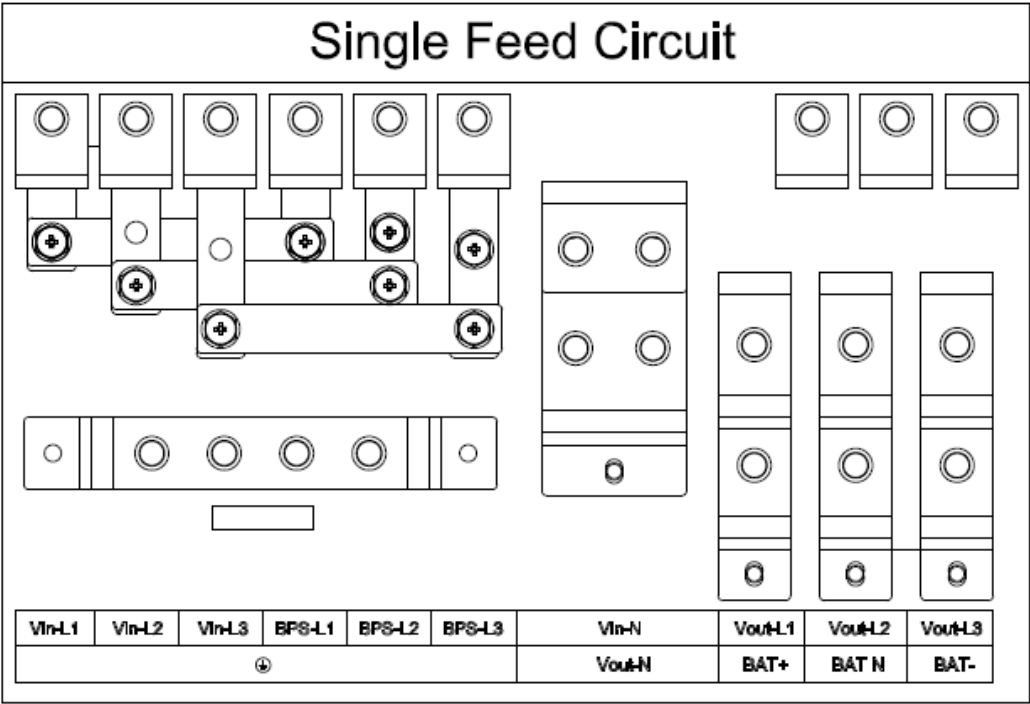 Single Feed Circuit
Vin-L1 Vin-L2 Vin-L3 BPS-L1 BPS-L2 BPS-L3 Vin-N Vout-L1 Vout-L2 Vout-L3
Vout-N BAT+ BAT N BAT-